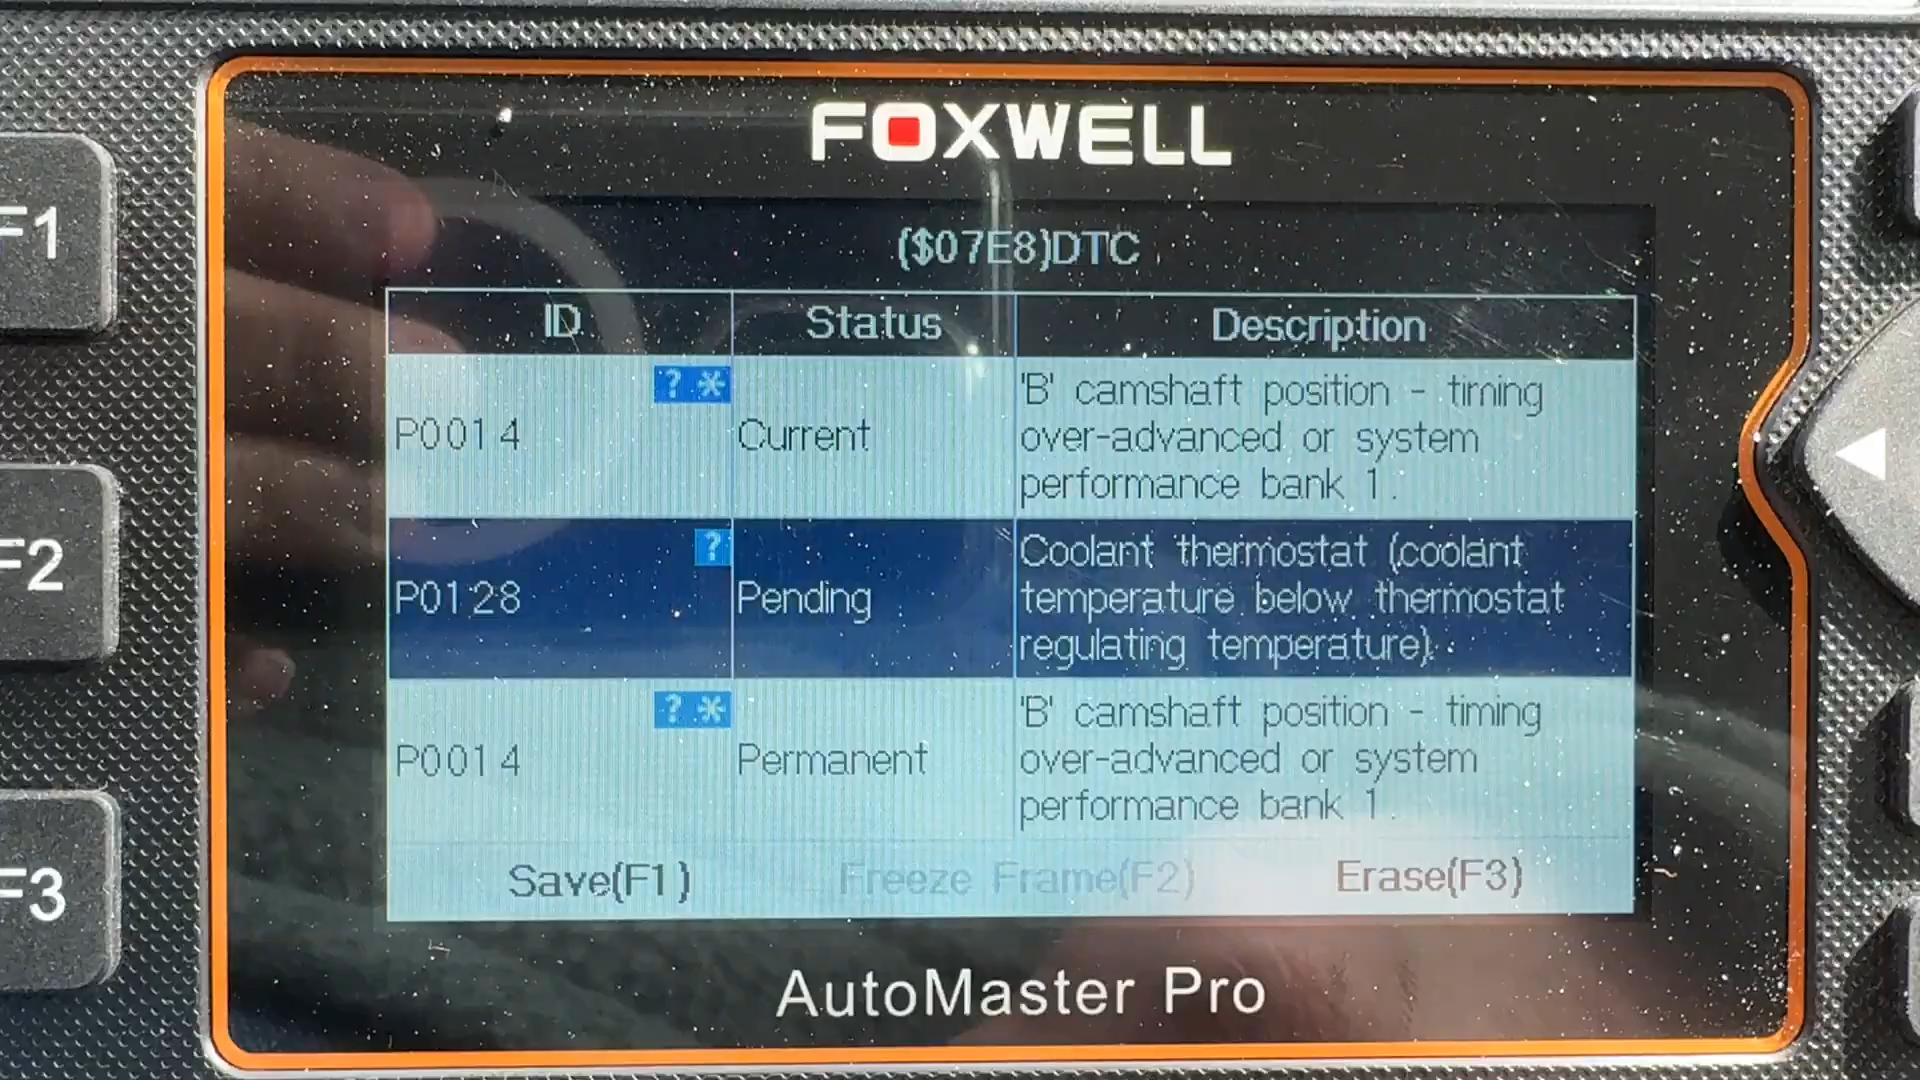 FOXWELL
($07E8)DTC
ID Status Description
P0014 ? * Current 'B' camshaft position - timing
over-advanced or system
performance bank 1.
P0128 ? Pending Coolant thermostat (coolant
temperature below thermostat
regulating temperature).
P0014 ? * Permanent 'B' camshaft position - timing
over-advanced or system
performance bank 1.
Save(F1) Freeze Frame(F2) Erase(F3)
AutoMaster Pro
F1
F2
F3